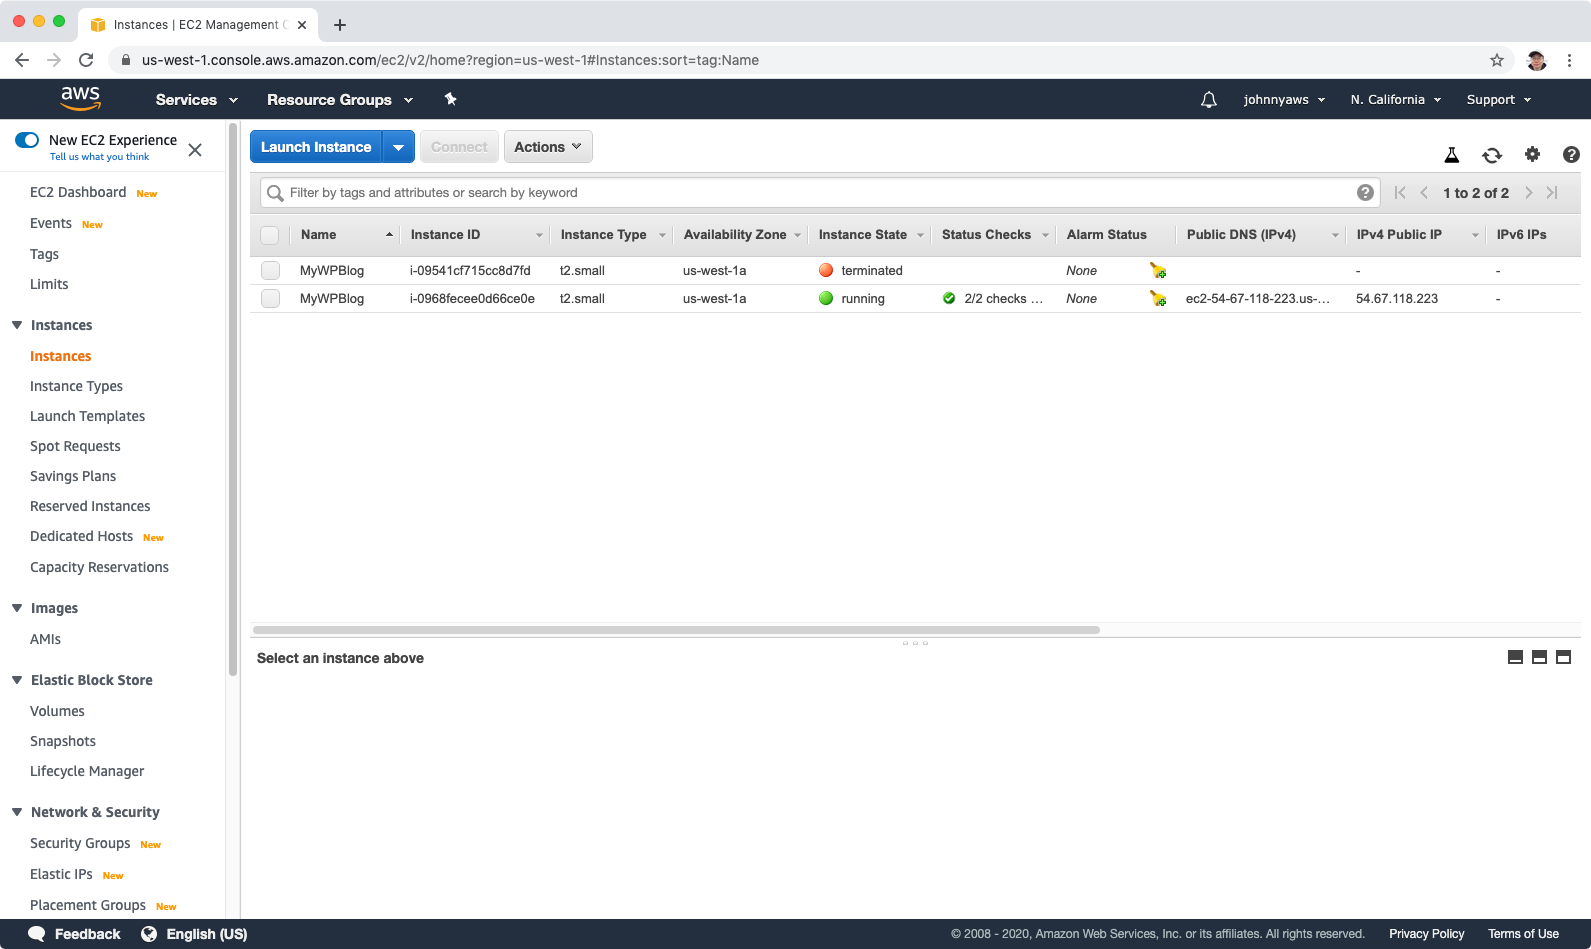 Instances | EC2 Management C
us-west-1.console.aws.amazon.com/ec2/v2/home?region=us-west-1#Instances:sort=tag:Name
aws Services Resource Groups johnnyaws N. California Support
New EC2 Experience
Tell us what you think
EC2 Dashboard New
Events New
Tags
Limits
Instances
Instances
Instance Types
Launch Templates
Spot Requests
Savings Plans
Reserved Instances
Dedicated Hosts New
Capacity Reservations
Images
AMIs
Elastic Block Store
Volumes
Snapshots
Lifecycle Manager
Network & Security
Security Groups New
Elastic IPs New
Placement Groups New
Launch Instance Connect Actions
Filter by tags and attributes or search by keyword
1 to 2 of 2
Name Instance ID Instance Type Availability Zone Instance State Status Checks Alarm Status Public DNS (IPv4) IPv4 Public IP IPv6 IPs
MyWPBlog i-09541cf715cc8d7fd t2.small us-west-1a terminated None - -
MyWPBlog i-0968fecee0d66ce0e t2.small us-west-1a running 2/2 checks ... None ec2-54-67-118-223.us-... 54.67.118.223 -
Select an instance above
Feedback English (US) © 2008 - 2020, Amazon Web Services, Inc. or its affiliates. All rights reserved. Privacy Policy Terms of Use